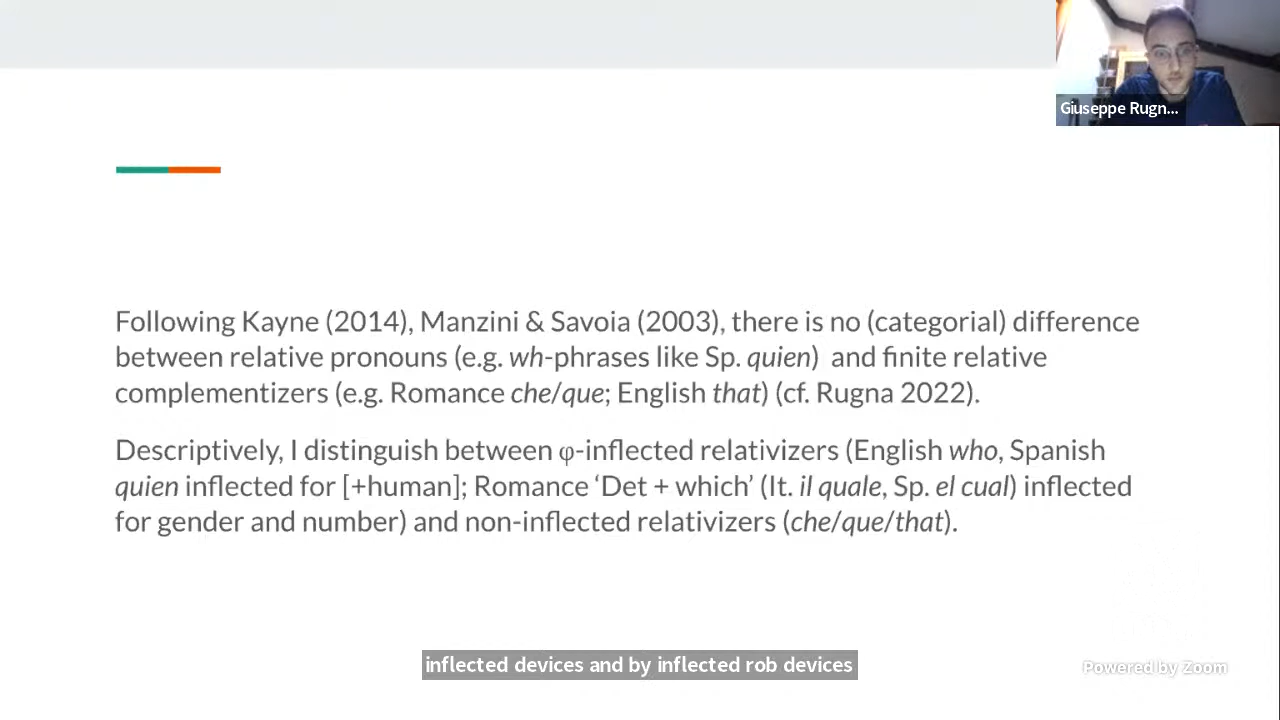 Giuseppe Rugn...
Following Kayne (2014), Manzini & Savoia (2003), there is no (categorial) difference
between relative pronouns (e.g. wh-phrases like Sp. quien) and finite relative
complementizers (e.g. Romance che/que; English that) (cf. Rugna 2022).
Descriptively, I distinguish between φ-inflected relativizers (English who, Spanish
quien inflected for [+human]; Romance ‘Det + which’ (It. il quale, Sp. el cual) inflected
for gender and number) and non-inflected relativizers (che/que/that).
inflected devices and by inflected rob devices
Powered by Zoom